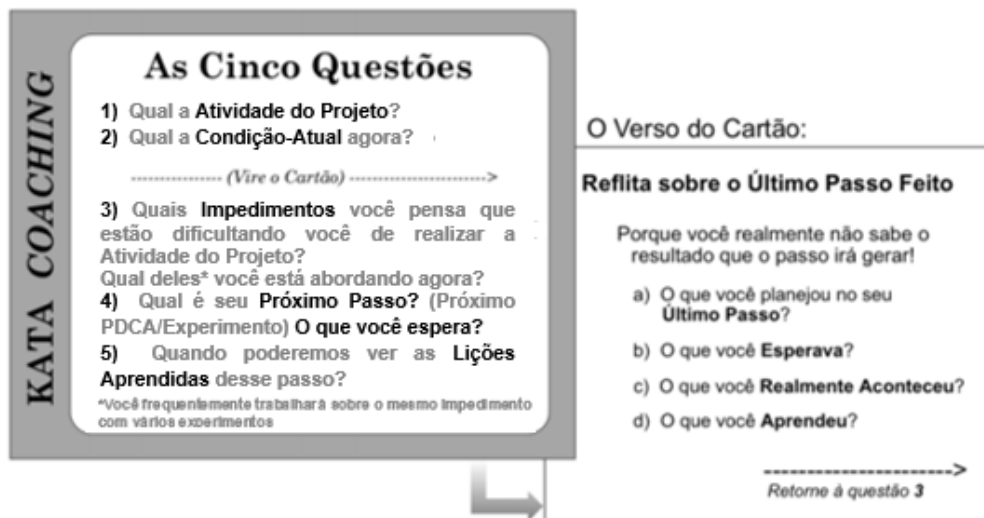 KATA COACHING
As Cinco Questões
1) Qual a Atividade do Projeto?
2) Qual a Condição-Atual agora?
---------------- (Vire o Cartão) ------------------------>
3) Quais Impedimentos você pensa que
estão dificultando você de realizar a
Atividade do Projeto?
Qual deles* você está abordando agora?
4) Qual é seu Próximo Passo? (Próximo
PDCA/Experimento) O que você espera?
5) Quando poderemos ver as Lições
Aprendidas desse passo?
*Você frequentemente trabalhará sobre o mesmo Impedimento
com vários experimentos
O Verso do Cartão:
Reflita sobre o Último Passo Feito
Porque você realmente não sabe o
resultado que o passo irá gerar!
a) O que você planejou no seu
Último Passo?
b) O que você Esperava?
c) O que você Realmente Aconteceu?
d) O que você Aprendeu?
---------------------->
Retorne á questão 3